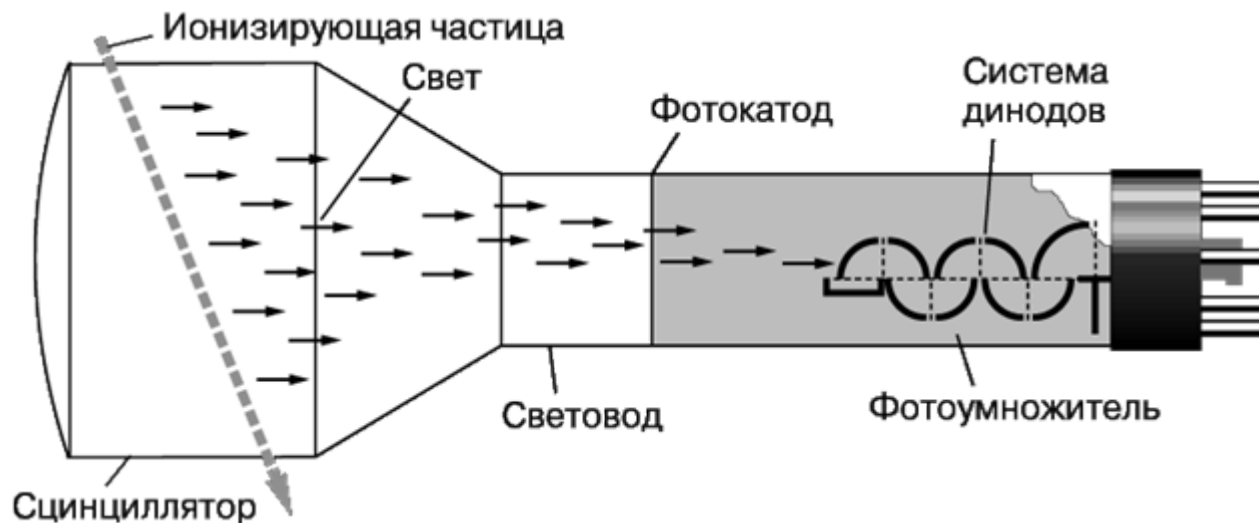 Ионизирующая частица
Свет
Система
динодов
Фотокатод
Световод
Фотоумножитель
Сцинциллятор